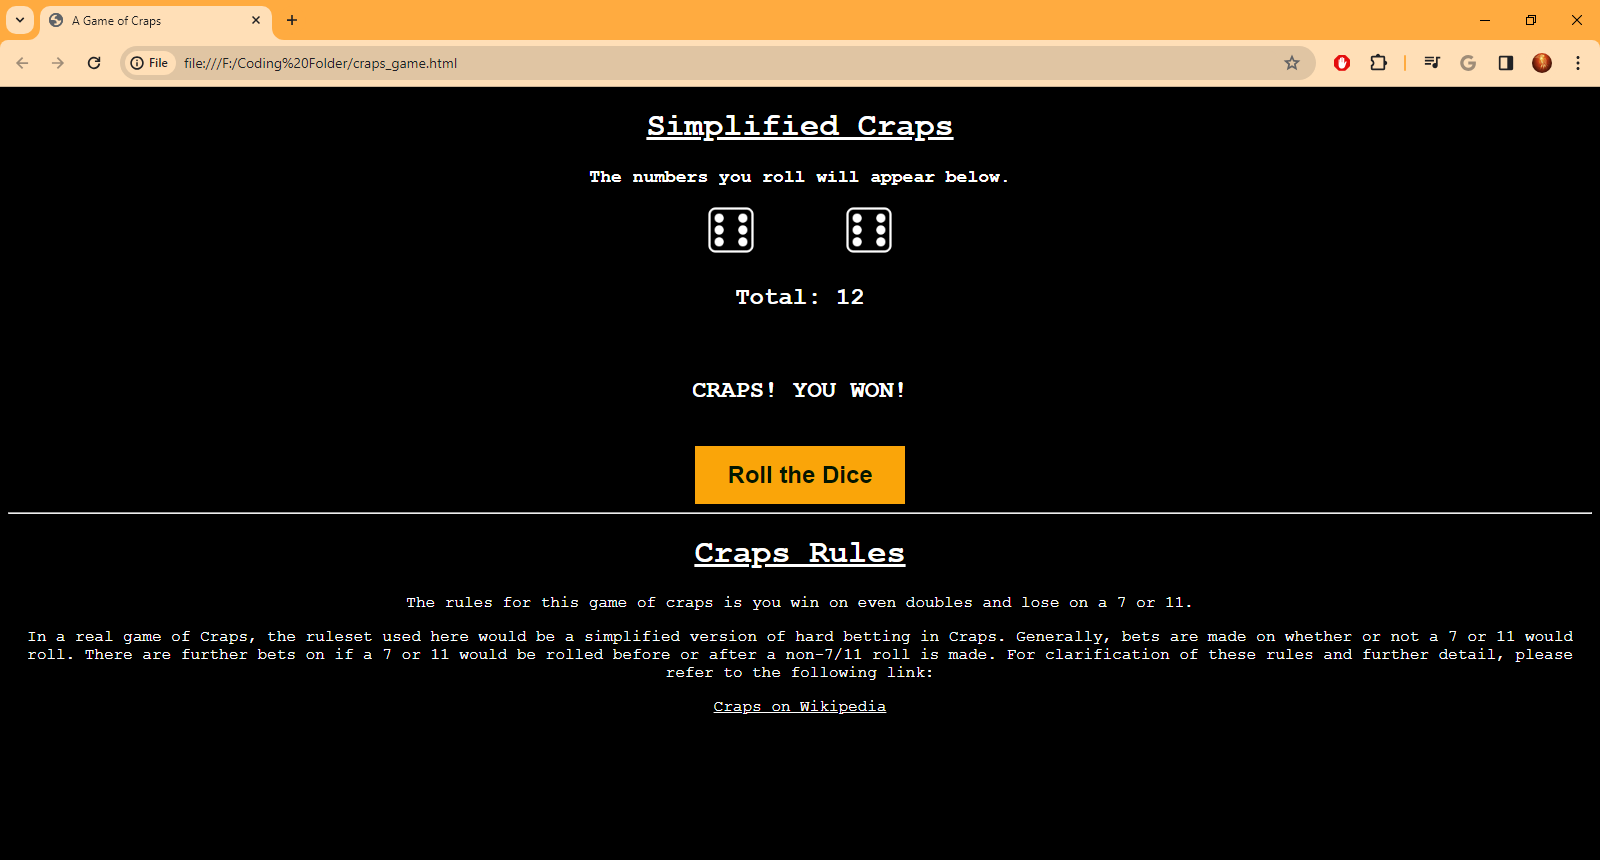 A Game of Craps
File
file:///F:/Coding%20Folder/craps_game.html
Simplified Craps
The numbers you roll will appear below.
Total: 12
CRAPS! YOU WON!
Roll the Dice
Craps Rules
The rules for this game of craps is you win on even doubles and lose on a 7 or 11.
In a real game of Craps, the ruleset used here would be a simplified version of hard betting in Craps. Generally, bets are made on whether or not a 7 or 11 would
roll. There are further bets on if a 7 or 11 would be rolled before or after a non-7/11 roll is made. For clarification of these rules and further detail, please
refer to the following link:
Craps on Wikipedia